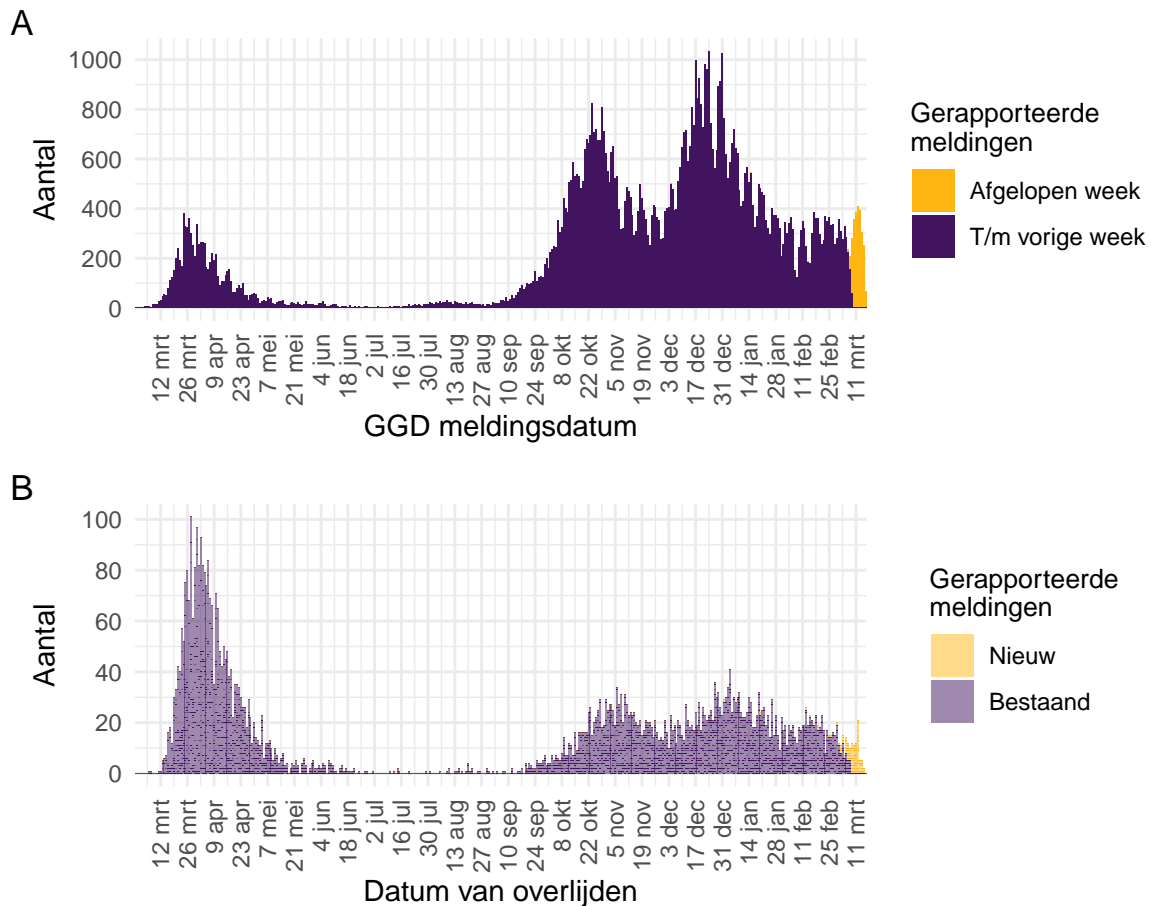 A
Aantal
1000
800
600
400
200
0
12 mrt
26 mrt
9 apr
23 apr
7 mei
21 mei
4 jun
18 jun
2 jul
16 jul
30 jul
13 aug
27 aug
10 sep
24 sep
8 okt
22 okt
5 nov
19 nov
3 dec
17 dec
31 dec
14 jan
28 jan
11 feb
25 feb
11 mrt
GGD meldingsdatum
Gerapporteerde
meldingen
Afgelopen week
T/m vorige week
B
Aantal
100
80
60
40
20
0
12 mrt
26 mrt
9 apr
23 apr
7 mei
21 mei
4 jun
18 jun
2 jul
16 jul
30 jul
13 aug
27 aug
10 sep
24 sep
8 okt
22 okt
5 nov
19 nov
3 dec
17 dec
31 dec
14 jan
28 jan
11 feb
25 feb
11 mrt
Datum van overlijden
Gerapporteerde
meldingen
Nieuw
Bestaand